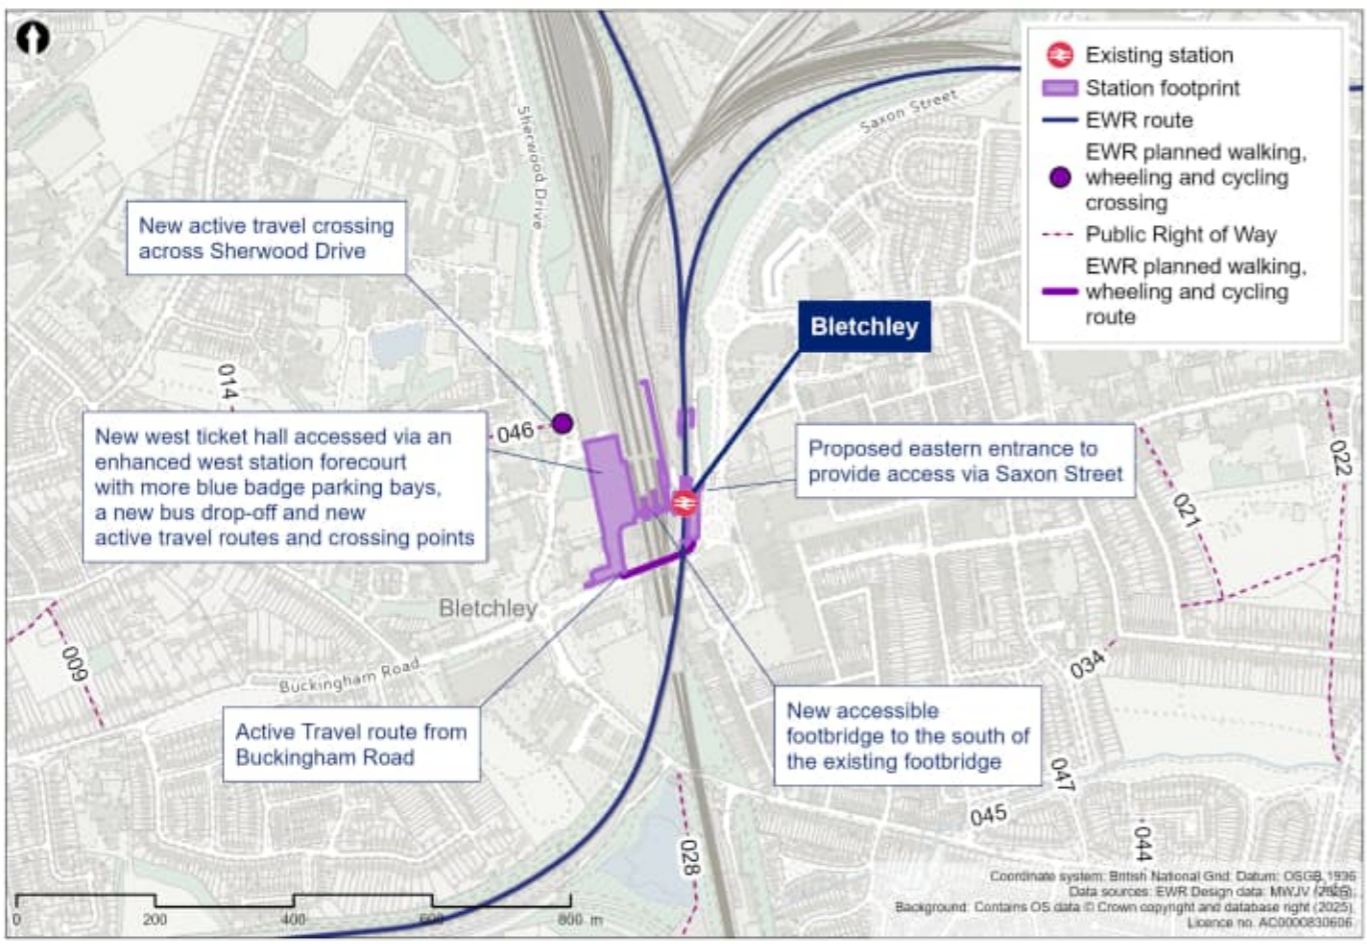 Existing station
Station footprint
EWR route
EWR planned walking,
wheeling and cycling
crossing
Public Right of Way
EWR planned walking,
wheeling and cycling
route
Saxon Street
Sherwood Drive
New active travel crossing
across Sherwood Drive
Bletchley
014
046
New west ticket hall accessed via an
enhanced west station forecourt
with more blue badge parking bays,
a new bus drop-off and new
active travel routes and crossing points
Proposed eastern entrance to
provide access via Saxon Street
022
021
Bletchley
009
034
Buckingham Road
Active Travel route from
Buckingham Road
New accessible
footbridge to the south of
the existing footbridge
047
045
044
028
Coordinate system: British National Grid: Datum: OSGB 1936
Data sources: EWR Design data: MWJV (2025),
Background: Contains OS data © Crown copyright and database right (2025),
Licence no. AC0000830606
0 200 400 600 800 m